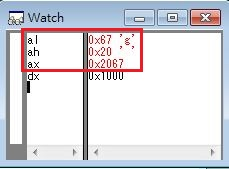 Watch
al 0x67 'g'
ah 0x20 ' '
ax 0x2067
dx 0x1000